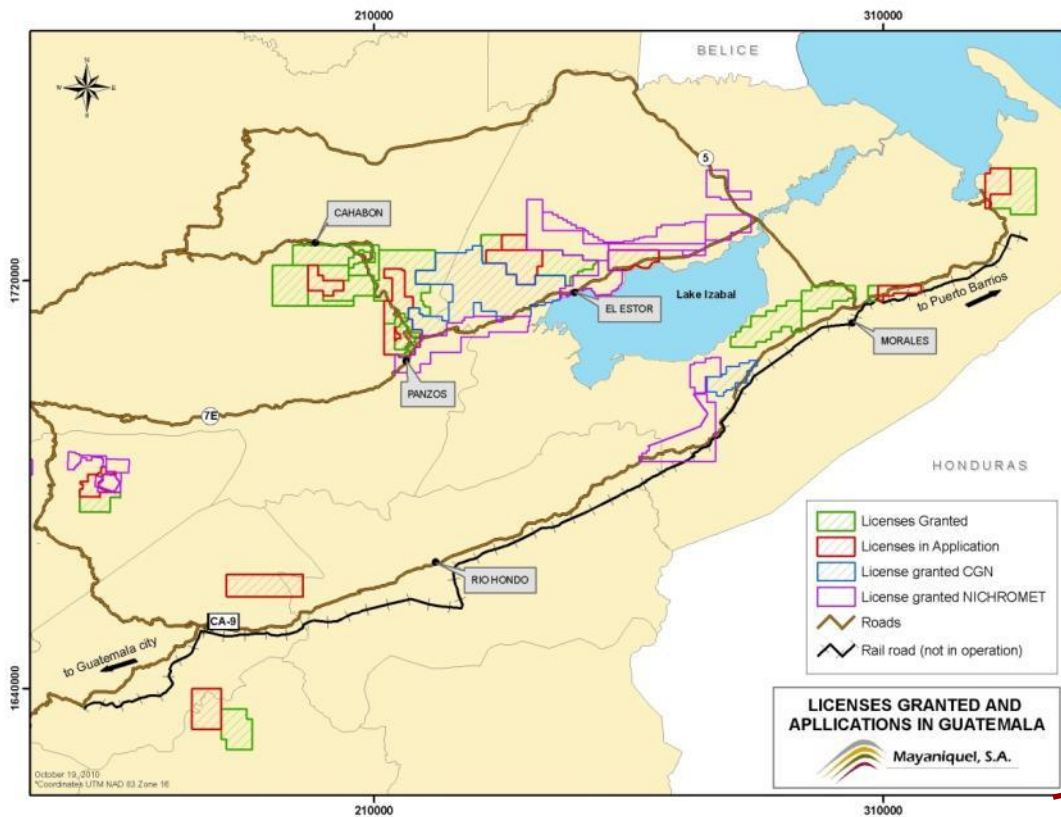 210000
310000
BELICE
N
W
E
S
5
CAHABON
1720000
1720000
EL ESTOR
Lake Izabal
to Puerto Barrios
MORALES
PANZOS
7E
HONDURAS
Licenses Granted
Licenses in Application
License granted CGN
License granted NICHROMET
Roads
Rail road (not in operation)
RIO HONDO
CA-9
to Guatemala city
1640000
1640000
LICENSES GRANTED AND
APLLICATIONS IN GUATEMALA
Mayaniquel, S.A.
October 19, 2010
*Coordinates UTM NAD 83 Zone 16
210000
310000